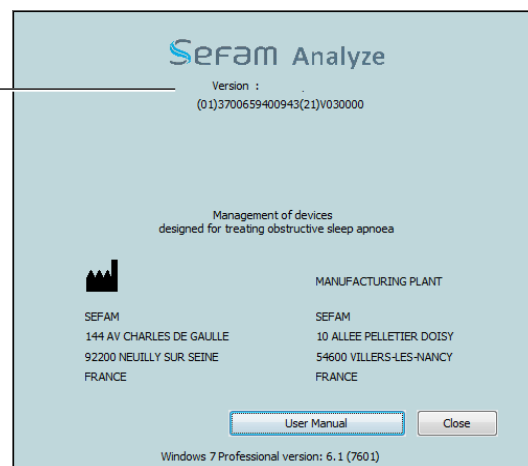 Sefam Analyze
Version :
(01)3700659400943(21)V030000
Management of devices
designed for treating obstructive sleep apnoea
MANUFACTURING PLANT
SEFAM
144 AV CHARLES DE GAULLE
92200 NEUILLY SUR SEINE
FRANCE
SEFAM
10 ALLEE PELLETIER DOISY
54600 VILLERS-LES-NANCY
FRANCE
User Manual
Close
Windows 7 Professional version: 6.1 (7601)